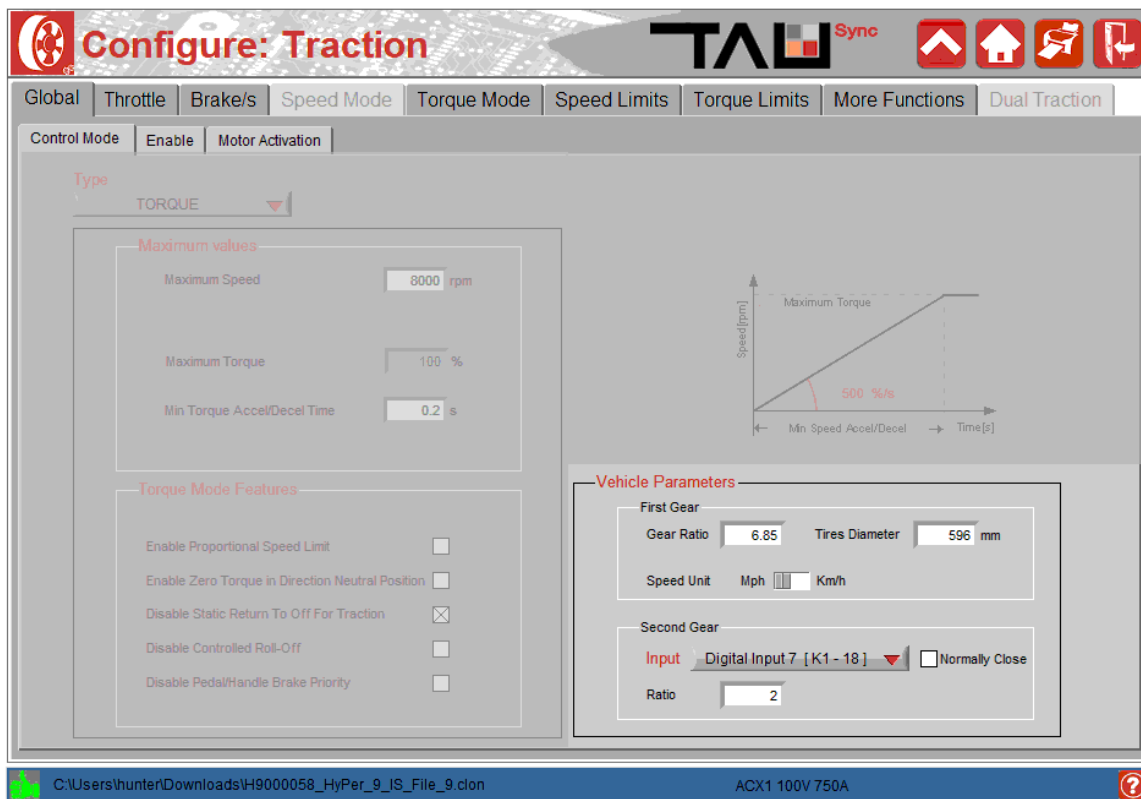 Configure: Traction
TAU Sync
Global Throttle Brake/s Speed Mode Torque Mode Speed Limits Torque Limits More Functions Dual Traction
Control Mode Enable Motor Activation
Type
TORQUE
Maximum values
Maximum Speed 8000 rpm
Maximum Torque 100 %
Min Torque Accel/Decel Time 0.2 s
Torque Mode Features
Enable Proportional Speed Limit
Enable Zero Torque in Direction Neutral Position
Disable Static Return To Off For Traction
Disable Controlled Roll-Off
Disable Pedal/Handle Brake Priority
Speed[rpm]
Maximum Torque
500 %/s
Min Speed Accel/Decel Time[s]
Vehicle Parameters
First Gear
Gear Ratio 6.85 Tires Diameter 596 mm
Speed Unit Mph Km/h
Second Gear
Input Digital Input 7 [ K1 - 18 ] Normally Close
Ratio 2
C:\Users\hunter\Downloads\H9000058_HyPer_9_IS_File_9.clon ACX1 100V 750A ?